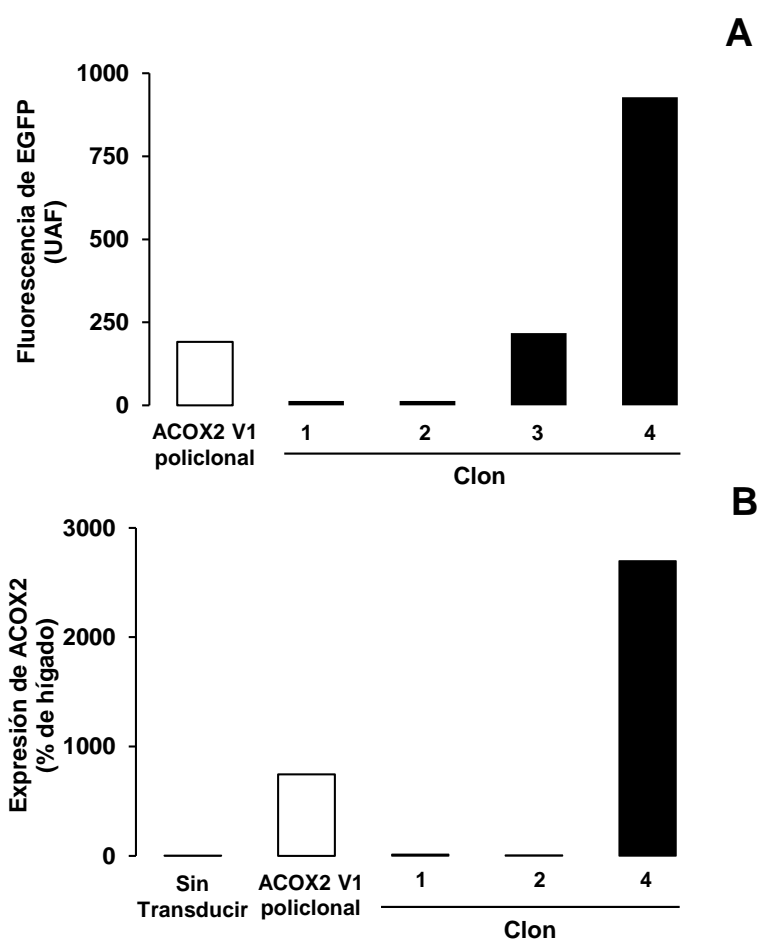 A
Fluorescencia de EGFP
(UAF)
1000
750
500
250
0
ACOX2 V1
policlonal
1 2 3 4
Clon
B
Expresión de ACOX2
(% de hígado)
3000
2000
1000
0
Sin
Transducir
ACOX2 V1
policlonal
1 2 4
Clon